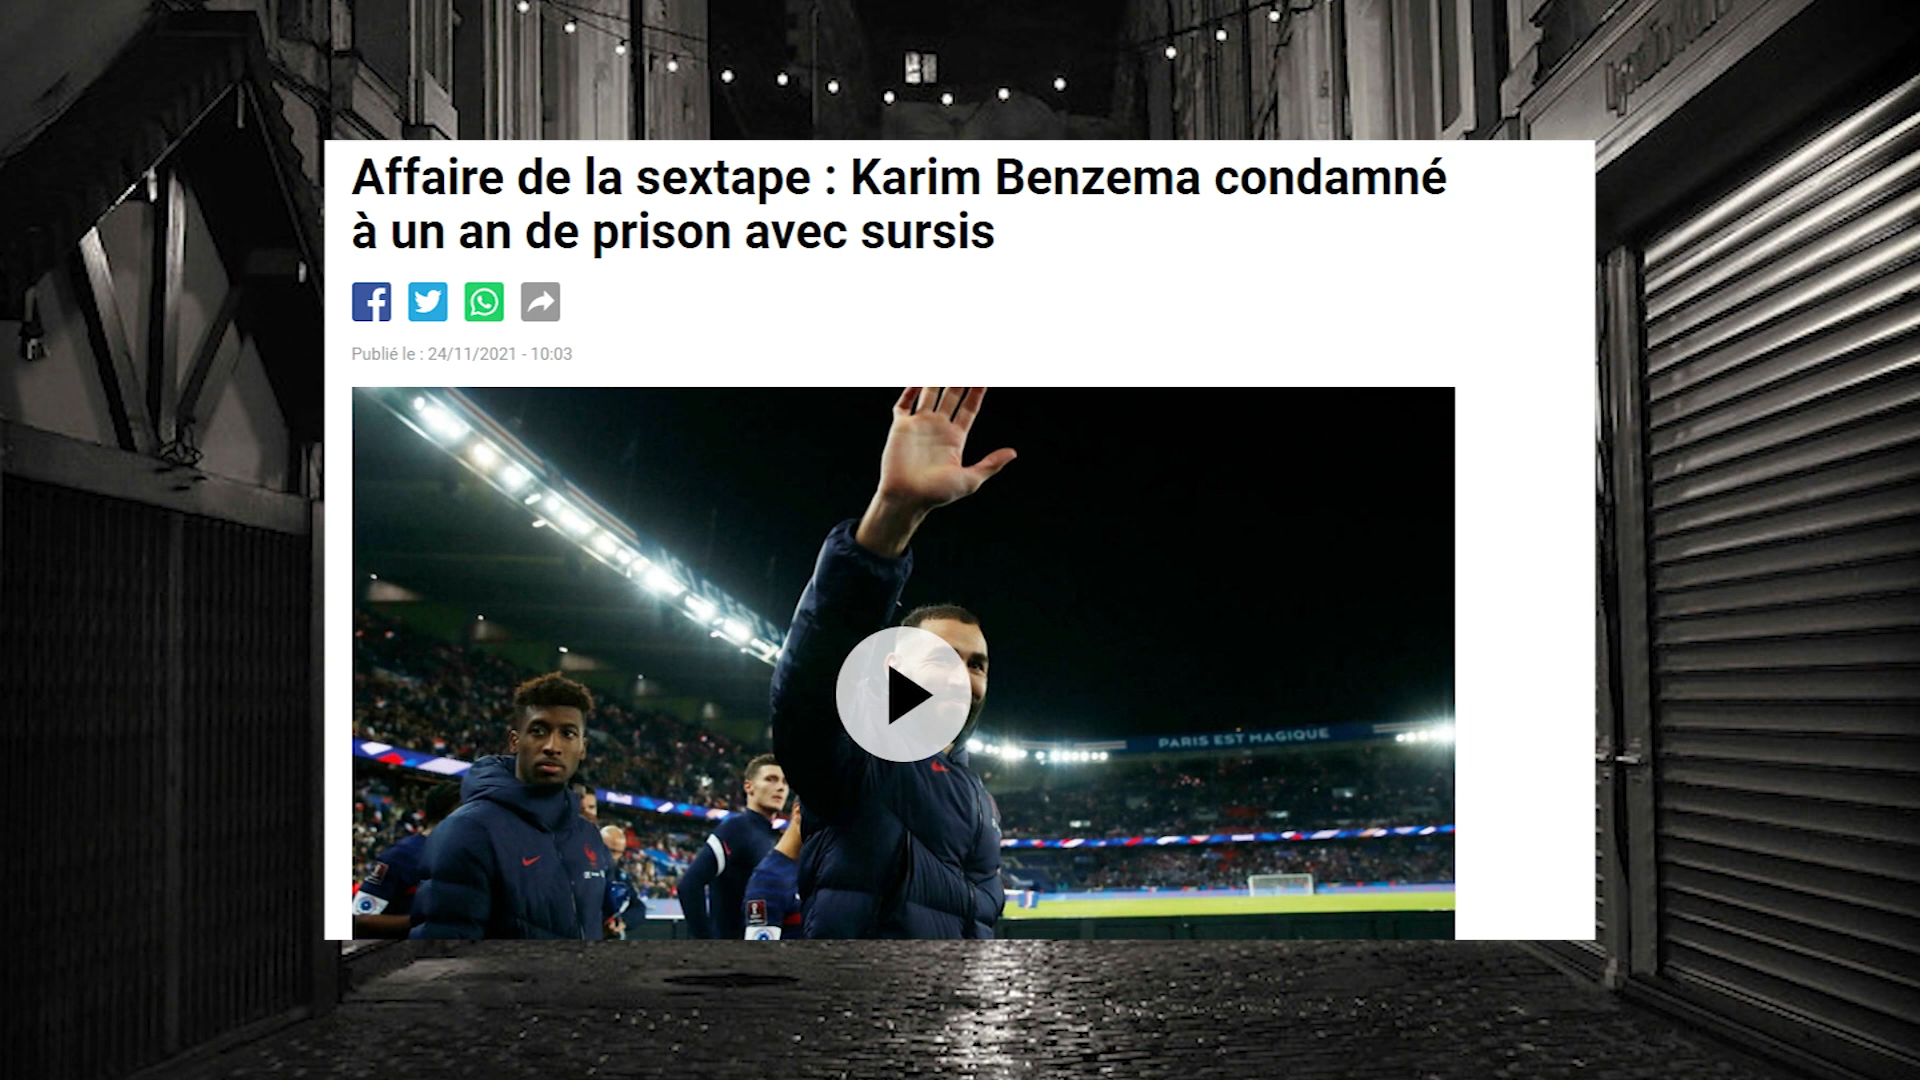 Affaire de la sextape : Karim Benzema condamné
à un an de prison avec sursis
Publié le : 24/11/2021 - 10:03
PARIS EST MAGIQUE